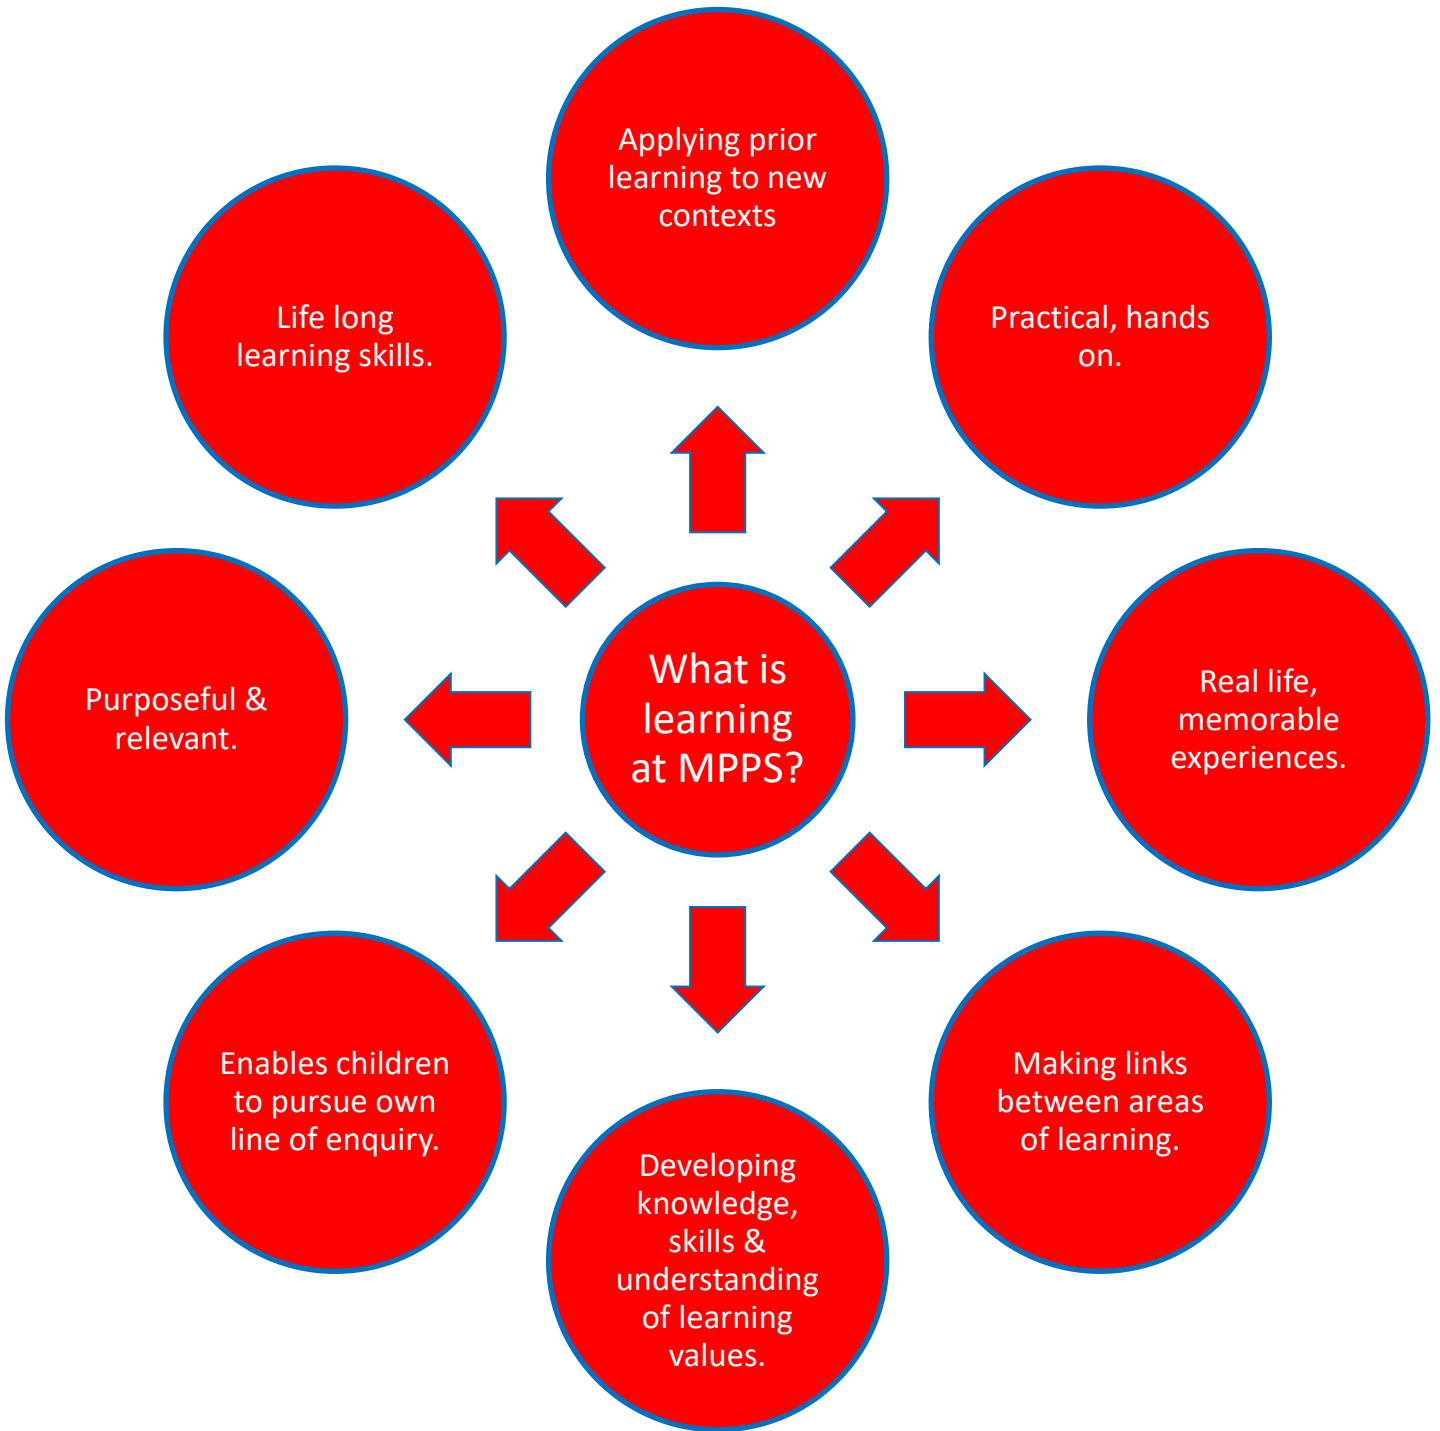 Applying prior
learning to new
contexts
Life long
learning skills.
Practical, hands
on.
What is
learning
at MPPS?
Purposeful &
relevant.
Real life,
memorable
experiences.
Enables children
to pursue own
line of enquiry.
Making links
between areas
of learning.
Developing
knowledge,
skills &
understanding
of learning
values.